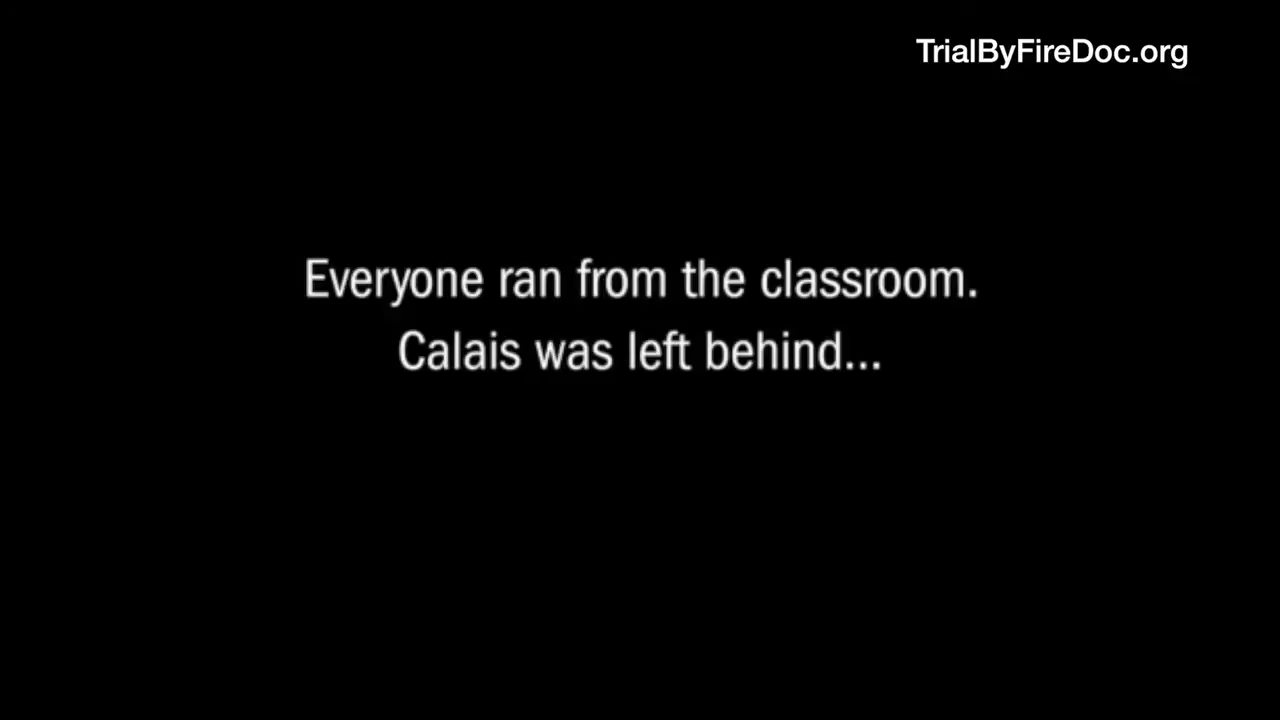 TrialByFireDoc.org
Everyone ran from the classroom.
Calais was left behind...